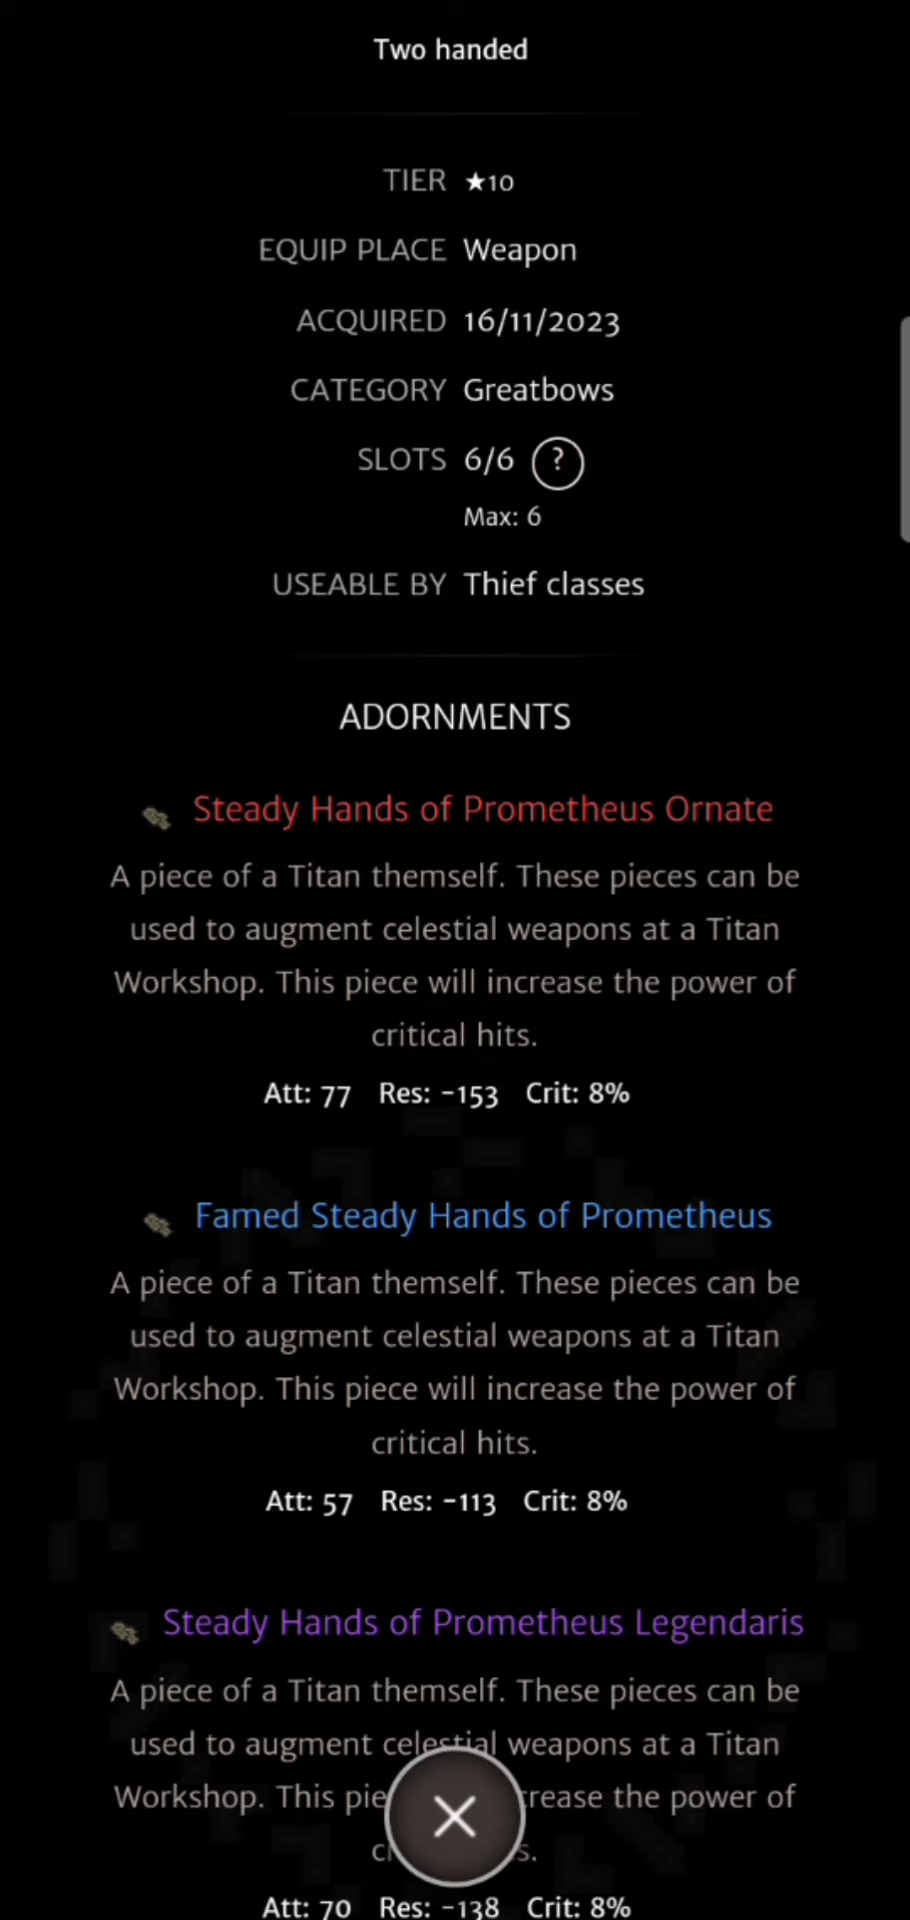 Two handed
TIER ★10
EQUIP PLACE Weapon
ACQUIRED 16/11/2023
CATEGORY Greatbows
SLOTS 6/6 ?
Max: 6
USEABLE BY Thief classes
ADORNMENTS
Steady Hands of Prometheus Ornate
A piece of a Titan themself. These pieces can be
used to augment celestial weapons at a Titan
Workshop. This piece will increase the power of
critical hits.
Att: 77 Res: -153 Crit: 8%
Famed Steady Hands of Prometheus
A piece of a Titan themself. These pieces can be
used to augment celestial weapons at a Titan
Workshop. This piece will increase the power of
critical hits.
Att: 57 Res: -113 Crit: 8%
Steady Hands of Prometheus Legendaris
A piece of a Titan themself. These pieces can be
used to augment celestial weapons at a Titan
Workshop. This the power of
Att: 70 Res: -138 Crit: 8%